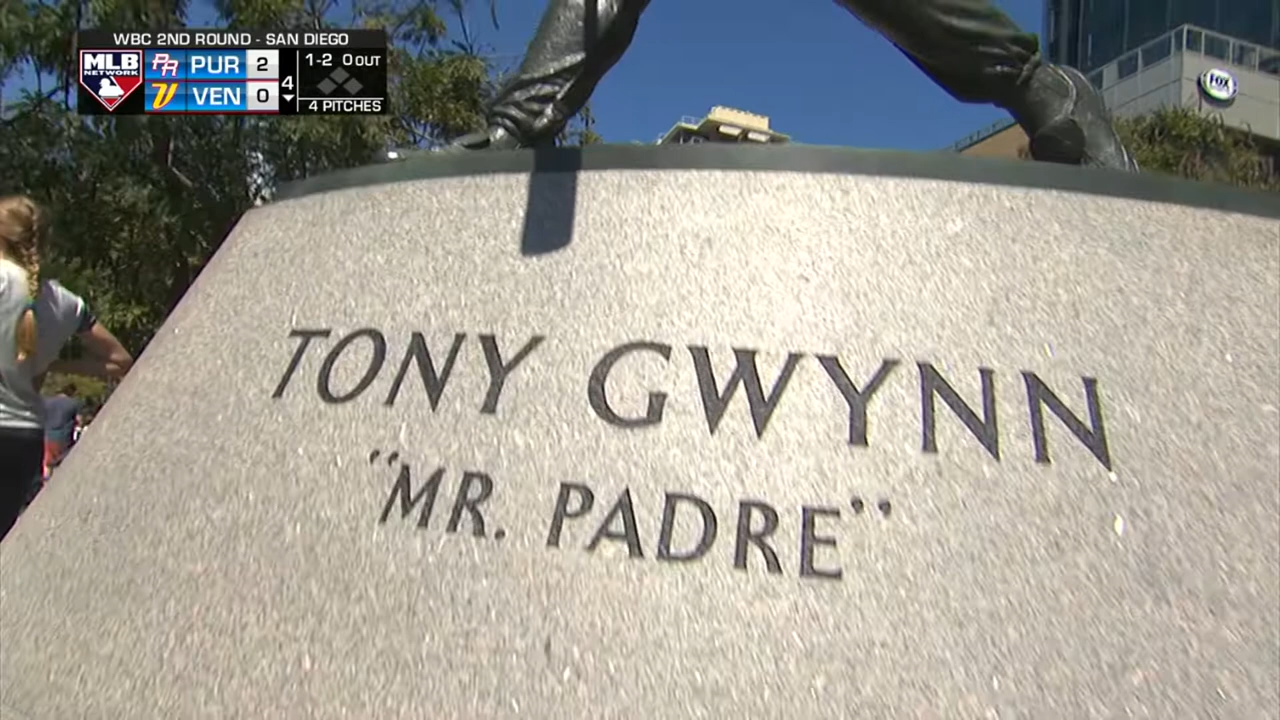 WBC 2ND ROUND - SAN DIEGO
MLB
NETWORK
PR PUR 2
V VEN 0
4
1-2 0 OUT
4 PITCHES
FOX
TONY GWYNN
"MR. PADRE"